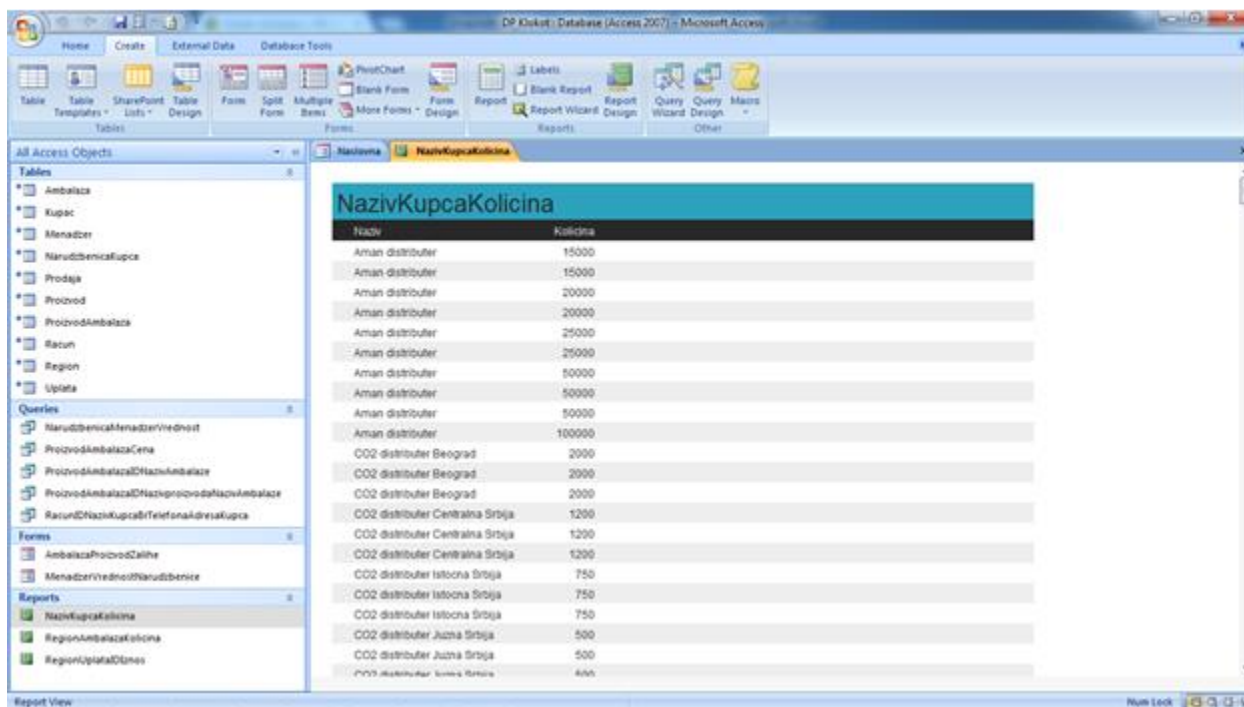 DP Klokot : Database (Access 2007) - Microsoft Access
Home Create External Data Database Tools
Table
Table Templates
SharePoint Lists
Table Design
Tables
Form
Split Form
Multiple Items
PivotChart
Blank Form
More Forms
Form Design
Forms
Report
Labels
Blank Report
Report Wizard
Report Design
Reports
Query Wizard
Query Design
Macro
Other
All Access Objects
Tables
Ambalaza
Kupac
Menadzer
NarudzbenicaKupca
Prodaja
Proizvod
ProizvodAmbalaza
Racun
Region
Uplata
Queries
NarudzbenicaMenadzerVrednost
ProizvodAmbalazaCena
ProizvodAmbalazaIDNazivAmbalaze
ProizvodAmbalazaIDNazivproizvodaNazivAmbalaze
RacunIDNazivKupcaBrTelefonaAdresaKupca
Forms
AmbalazaProizvodZalihe
MenadzerVrednostNarudzbenice
Reports
NazivKupcaKolicina
RegionAmbalazaKolicina
RegionUplataIDIznos
Naslovna NazivKupcaKolicina
NazivKupcaKolicina
Naziv Kolicina
Aman distributer 15000
Aman distributer 15000
Aman distributer 20000
Aman distributer 20000
Aman distributer 25000
Aman distributer 25000
Aman distributer 50000
Aman distributer 50000
Aman distributer 50000
Aman distributer 100000
CO2 distributer Beograd 2000
CO2 distributer Beograd 2000
CO2 distributer Beograd 2000
CO2 distributer Centralna Srbija 1200
CO2 distributer Centralna Srbija 1200
CO2 distributer Centralna Srbija 1200
CO2 distributer Istocna Srbija 750
CO2 distributer Istocna Srbija 750
CO2 distributer Istocna Srbija 750
CO2 distributer Juzna Srbija 500
CO2 distributer Juzna Srbija 500
CO2 distributer Juzna Srbija 500
Report View Num Lock